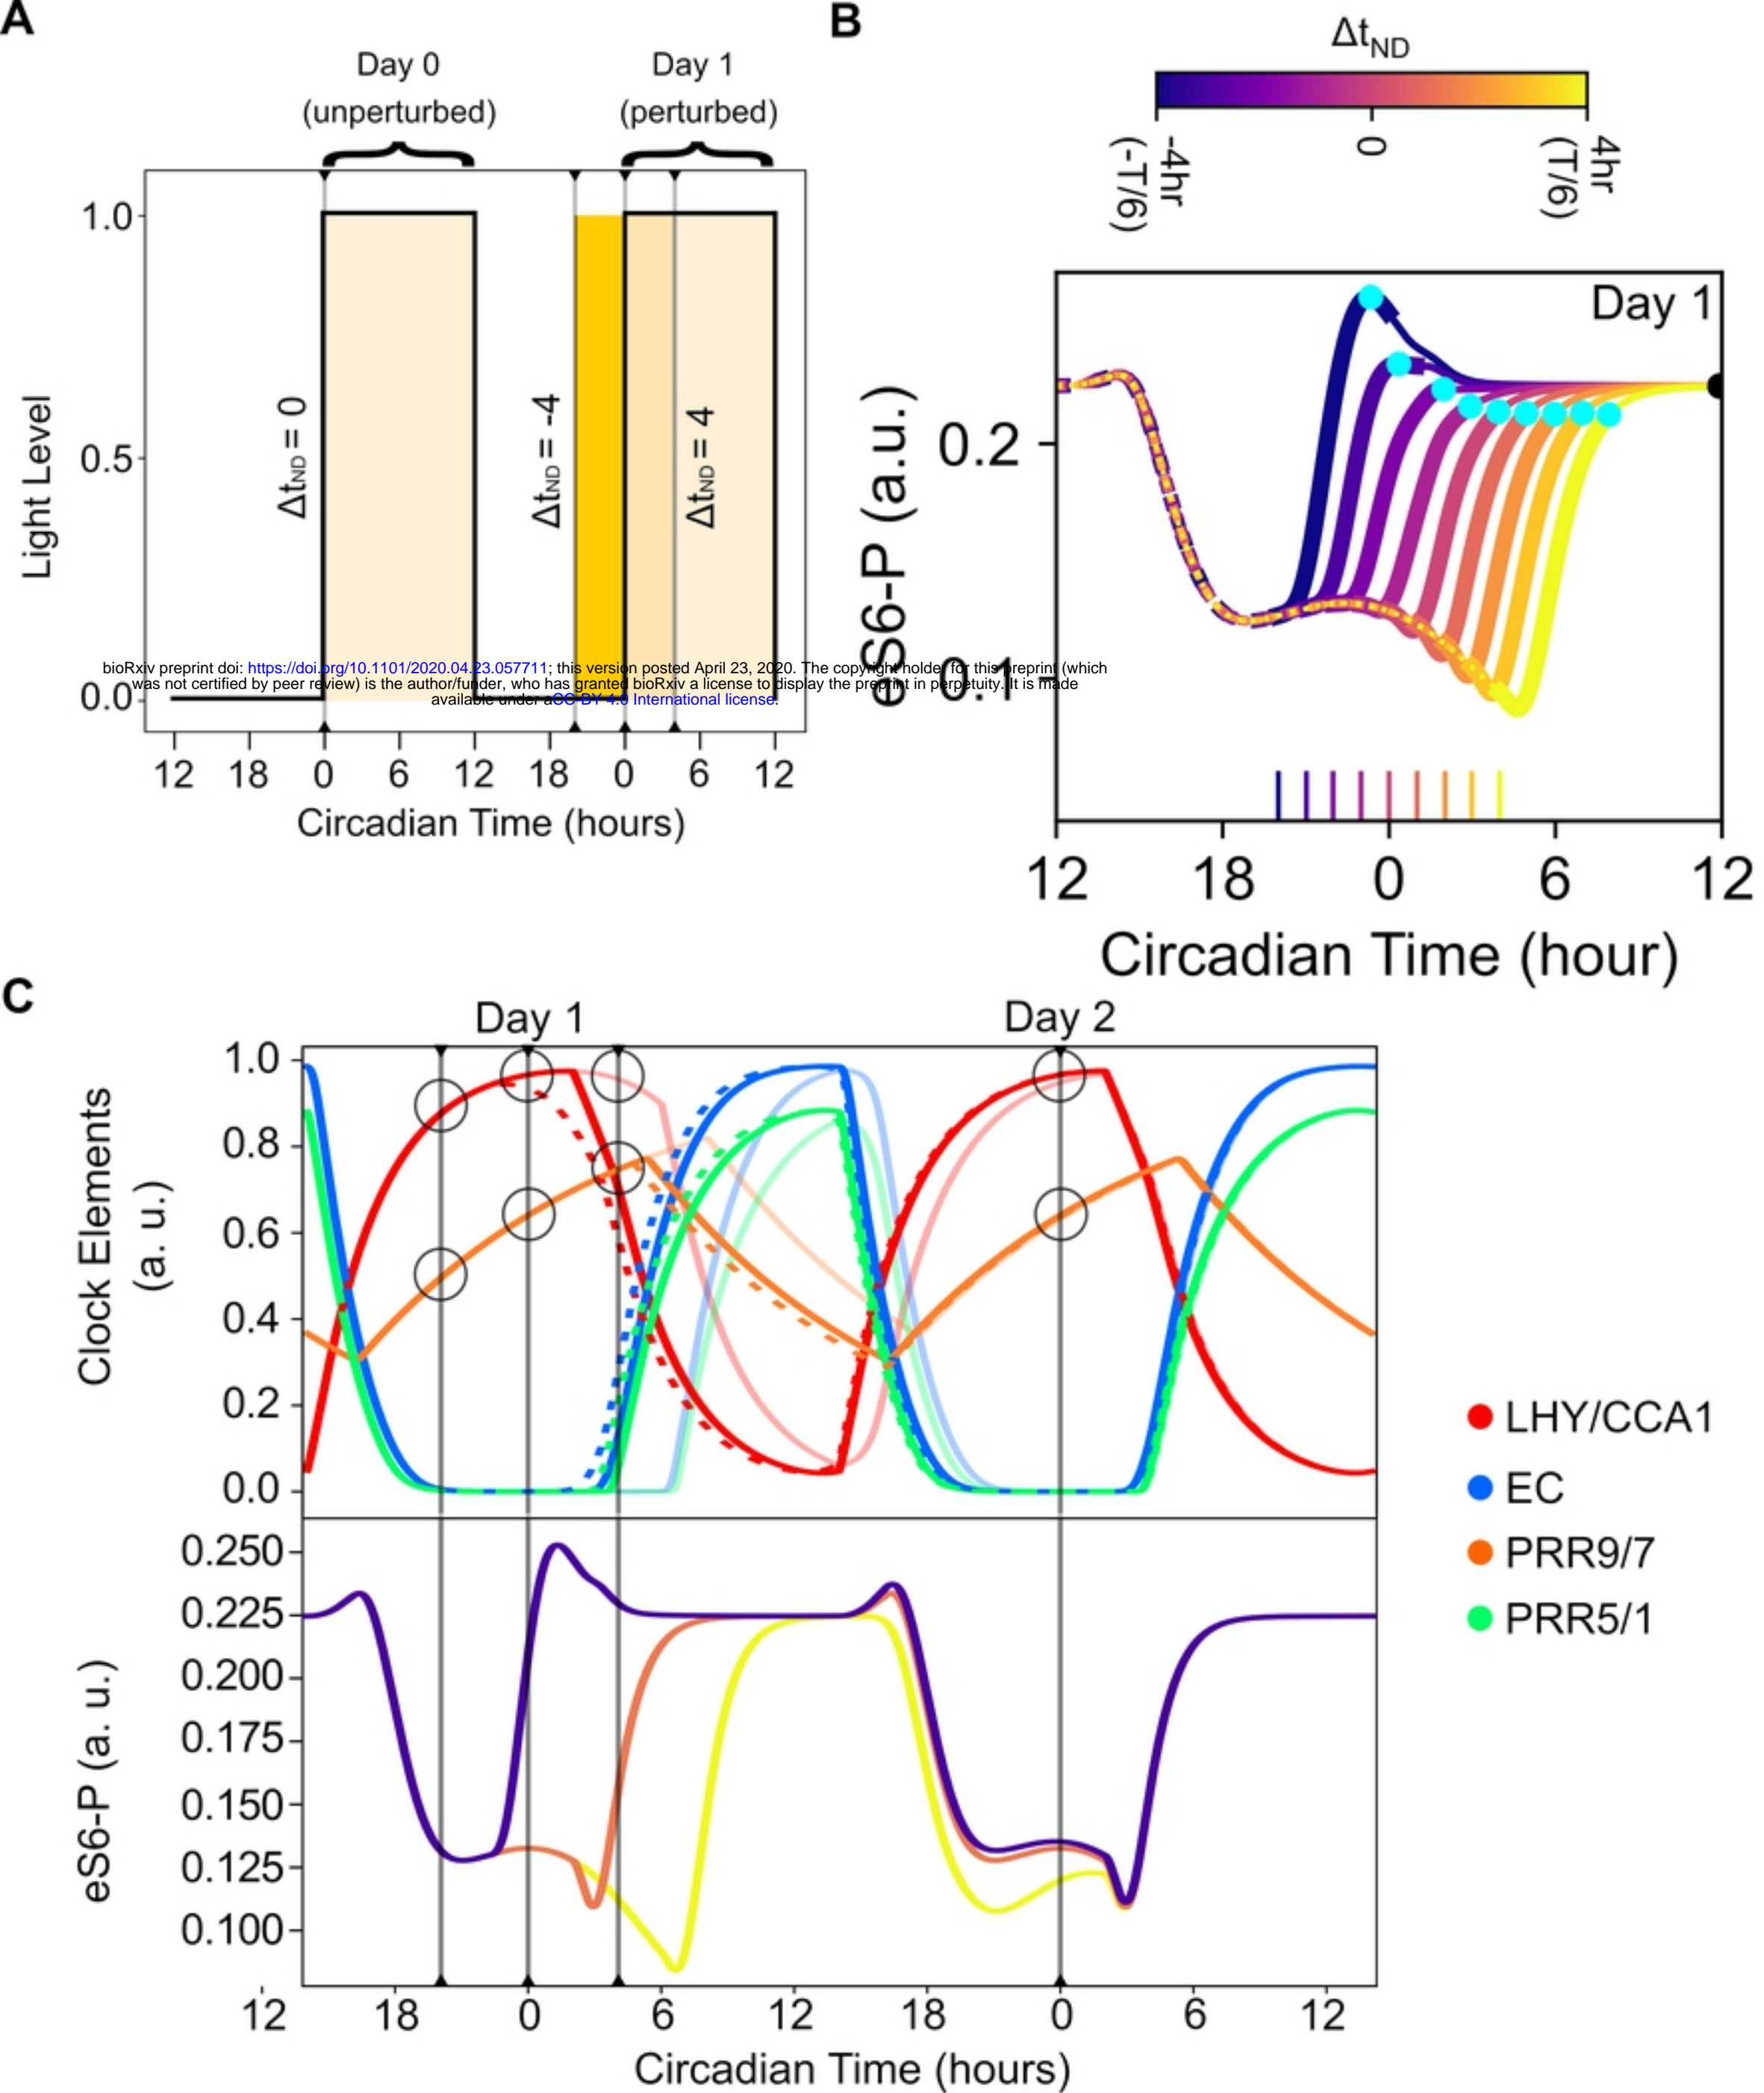 A
Day 0
(unperturbed)
Day 1
(perturbed)
Light Level
1.0
0.5
0.0
ΔtND = 0
ΔtND = -4
ΔtND = 4
12 18 0 6 12 18 0 6 12
Circadian Time (hours)
bioRxiv preprint doi: https://doi.org/10.1101/2020.04.23.057711; this version posted April 23, 2020. The copyright holder for this preprint (which
was not certified by peer review) is the author/funder, who has granted bioRxiv a license to display the preprint in perpetuity. It is made
available under aCC-BY 4.0 International license.
B
ΔtND
-4hr
(-T/6)
0
4hr
(T/6)
Day 1
eS6-P (a.u.)
0.2
0.1
12 18 0 6 12
Circadian Time (hour)
C
Day 1
Day 2
Clock Elements
(a. u.)
1.0
0.8
0.6
0.4
0.2
0.0
LHY/CCA1
EC
PRR9/7
PRR5/1
eS6-P (a. u.)
0.250
0.225
0.200
0.175
0.150
0.125
0.100
12 18 0 6 12 18 0 6 12
Circadian Time (hours)